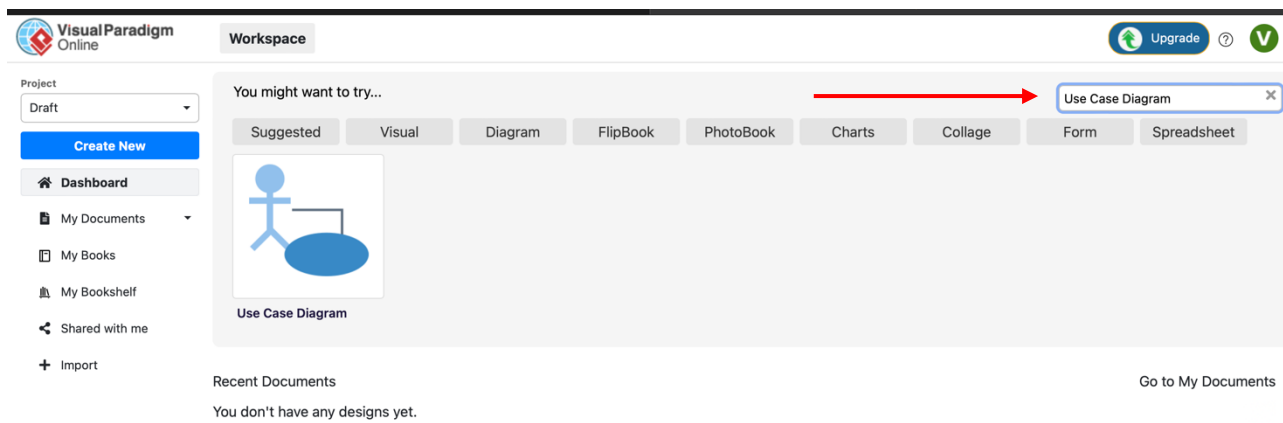 Visual Paradigm
Online
Workspace
Upgrade
?
V
Project
Draft
Create New
Dashboard
My Documents
My Books
My Bookshelf
Shared with me
Import
You might want to try...
Use Case Diagram
Suggested
Visual
Diagram
FlipBook
PhotoBook
Charts
Collage
Form
Spreadsheet
Use Case Diagram
Recent Documents
Go to My Documents
You don't have any designs yet.